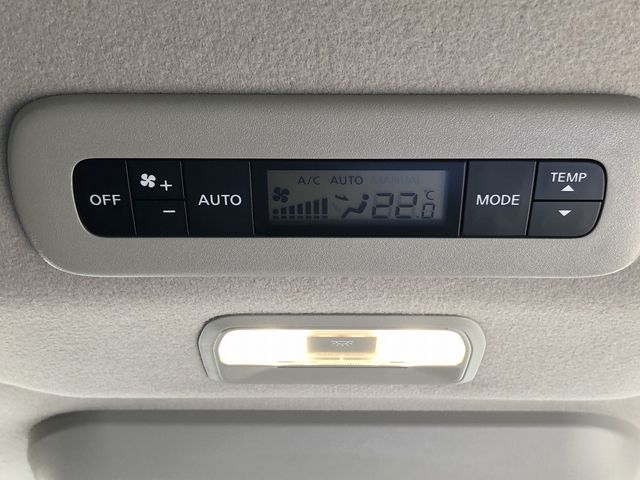 OFF
+
−
AUTO
A/C AUTO MANUAL
22.0 °C
MODE
TEMP